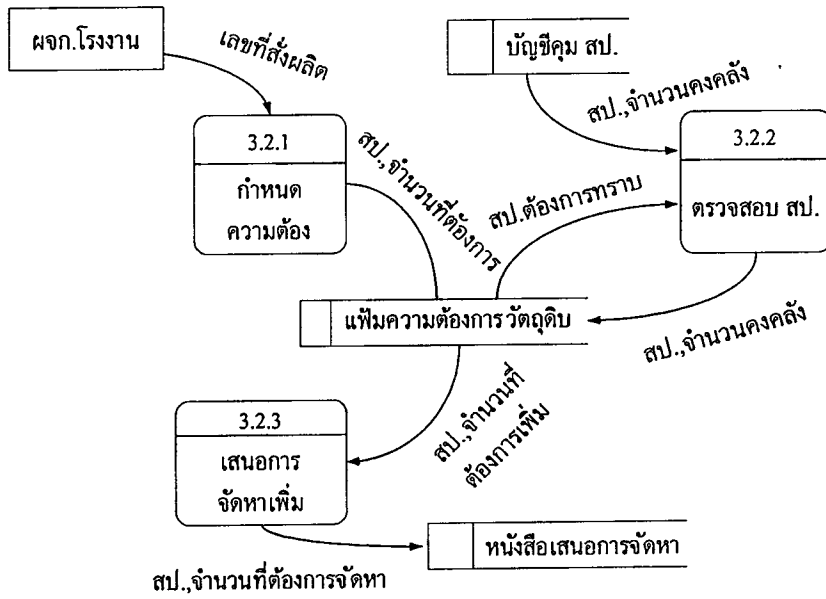 ผจก.โรงงาน
เลขที่สั่งผลิต
บัญชีคุม สป.
สป.,จำนวนคงคลัง
3.2.1
กำหนด
ความต้อง
สป.,จำนวนที่ต้องการ
สป.ต้องการทราบ
3.2.2
ตรวจสอบ สป.
แฟ้มความต้องการ วัตถุดิบ
สป.,จำนวนคงคลัง
3.2.3
เสนอการ
จัดหาเพิ่ม
สป.,จำนวนที่
ต้องการเพิ่ม
หนังสือเสนอการจัดหา
สป.,จำนวนที่ต้องการจัดหา